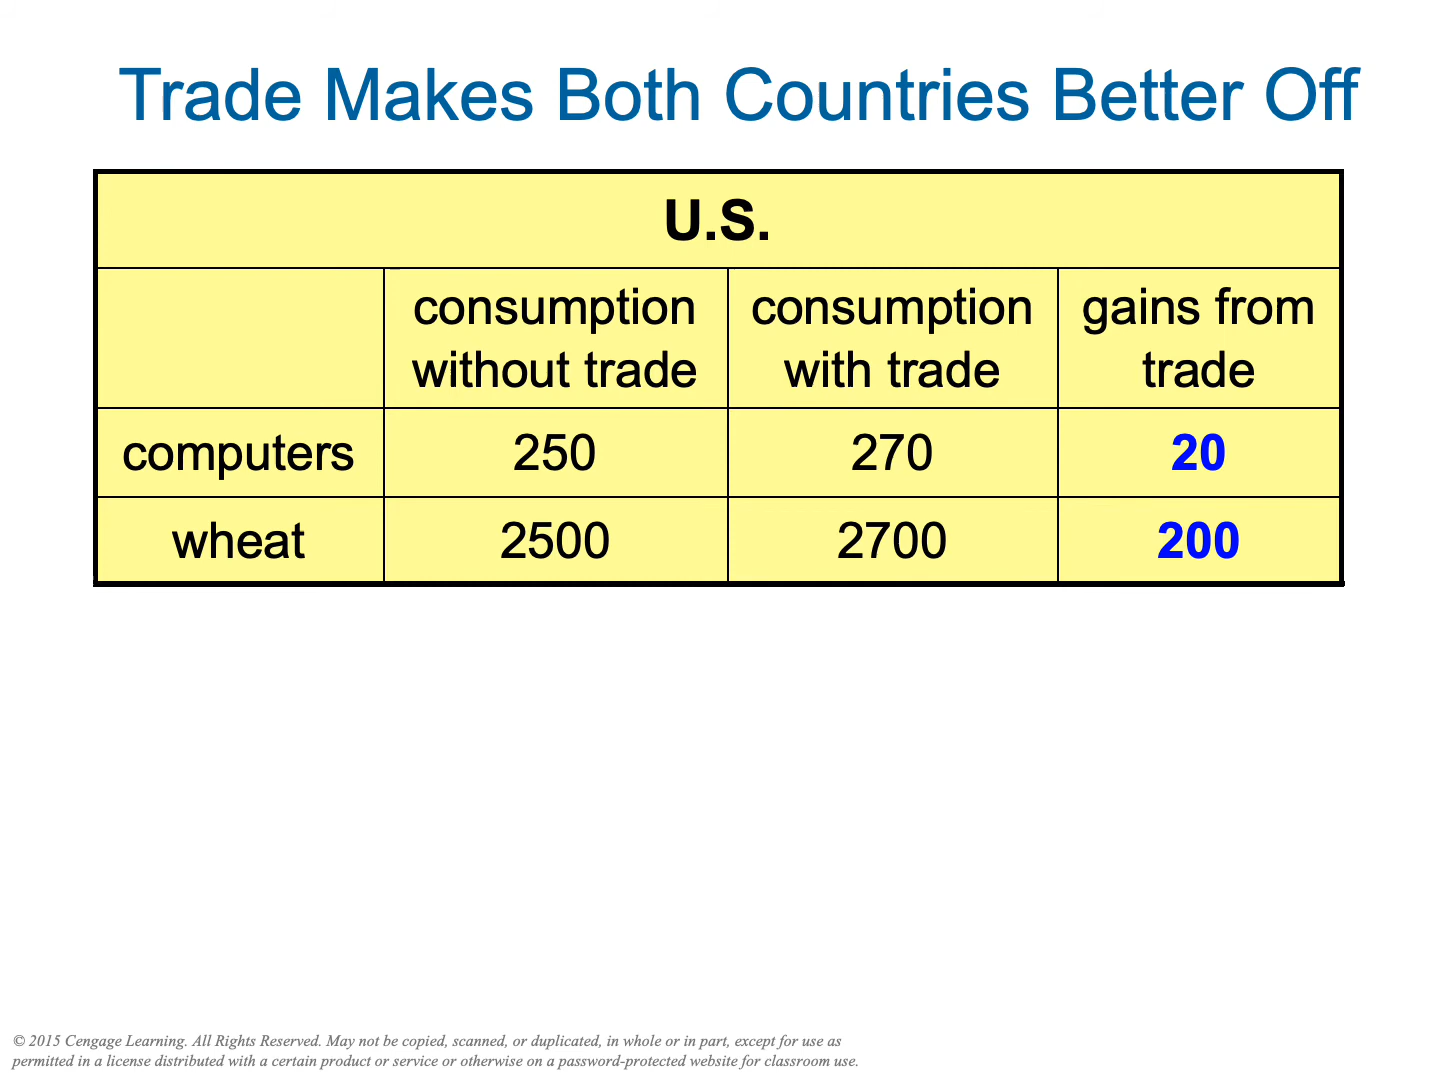 Trade Makes Both Countries Better Off
U.S.
consumption without trade
consumption with trade
gains from trade
computers 250 270 20
wheat 2500 2700 200
© 2015 Cengage Learning. All Rights Reserved. May not be copied, scanned, or duplicated, in whole or in part, except for use as
permitted in a license distributed with a certain product or service or otherwise on a password-protected website for classroom use.